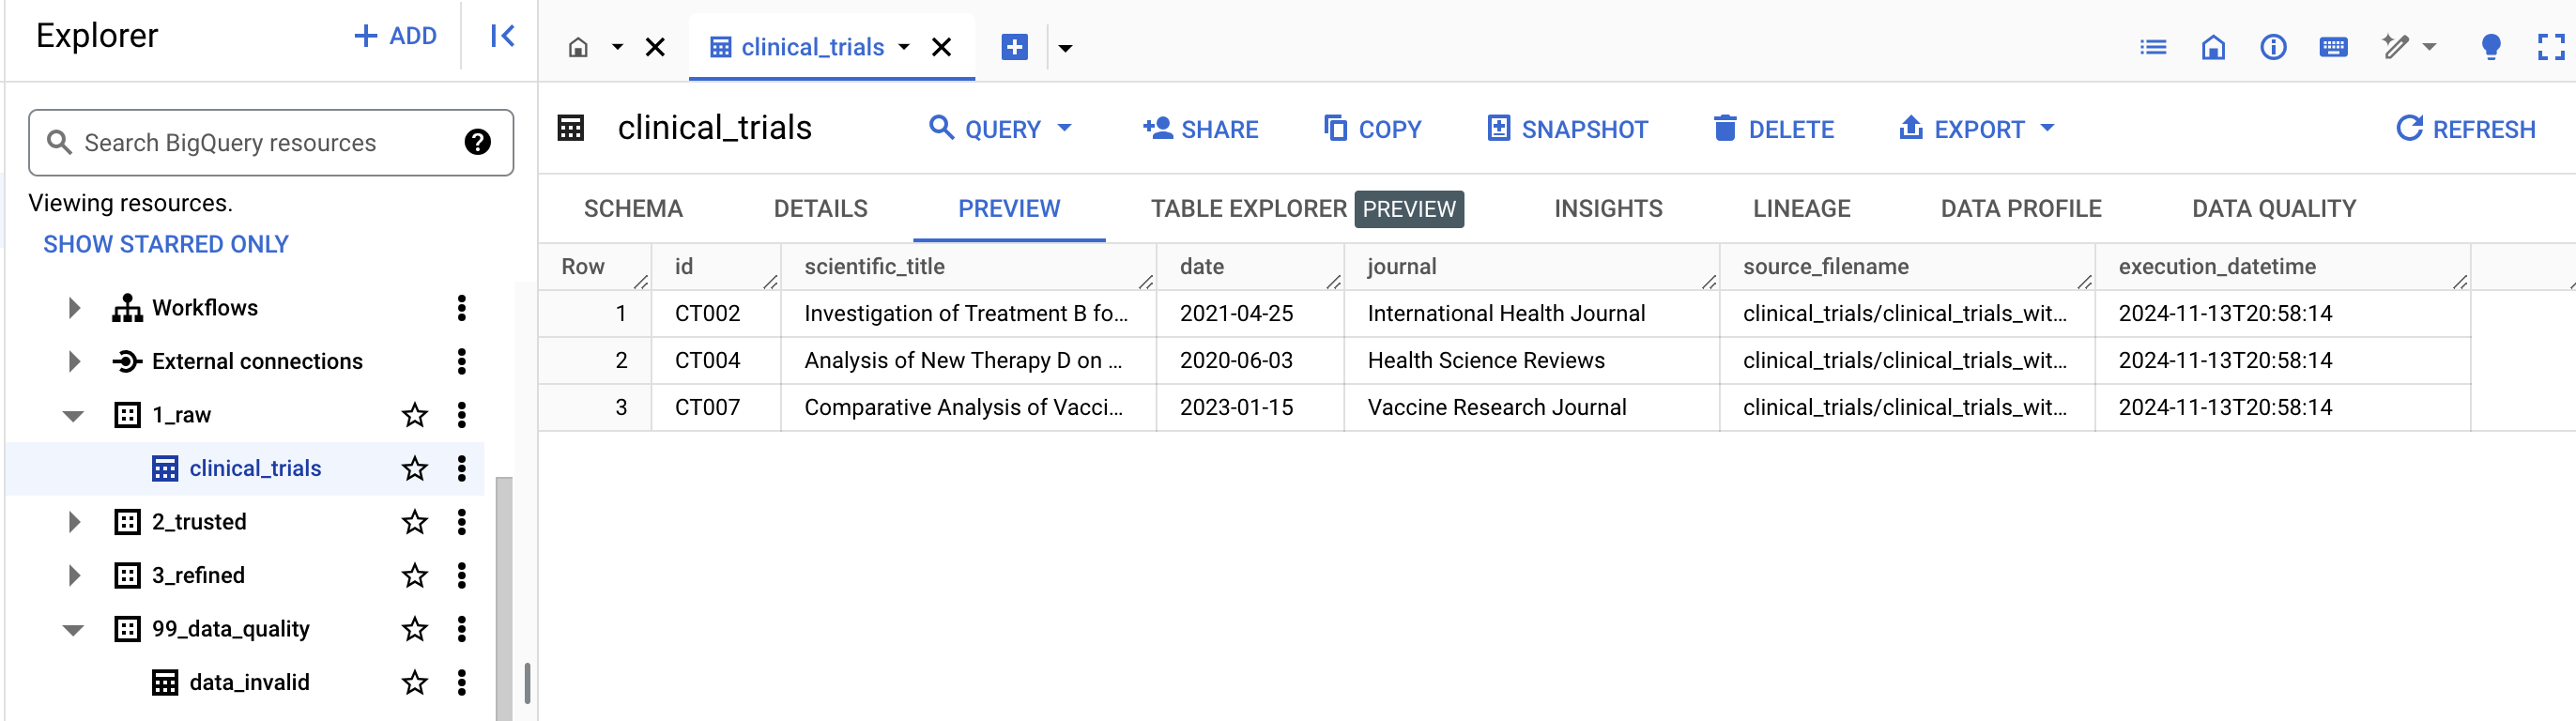 Explorer
+ ADD
clinical_trials
Search BigQuery resources
Viewing resources.
SHOW STARRED ONLY
Workflows
External connections
1_raw
clinical_trials
2_trusted
3_refined
99_data_quality
data_invalid
clinical_trials
QUERY SHARE COPY SNAPSHOT DELETE EXPORT REFRESH
SCHEMA DETAILS PREVIEW TABLE EXPLORER PREVIEW INSIGHTS LINEAGE DATA PROFILE DATA QUALITY
Row id scientific_title date journal source_filename execution_datetime
1 CT002 Investigation of Treatment B fo... 2021-04-25 International Health Journal clinical_trials/clinical_trials_wit... 2024-11-13T20:58:14
2 CT004 Analysis of New Therapy D on ... 2020-06-03 Health Science Reviews clinical_trials/clinical_trials_wit... 2024-11-13T20:58:14
3 CT007 Comparative Analysis of Vacci... 2023-01-15 Vaccine Research Journal clinical_trials/clinical_trials_wit... 2024-11-13T20:58:14